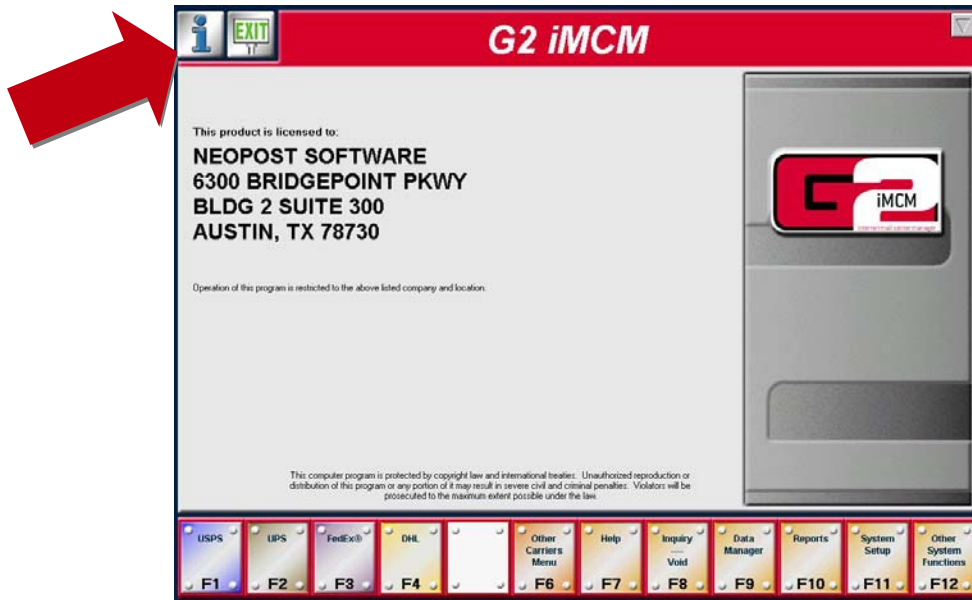 EXIT
G2 iMCM
This product is licensed to:
NEOPOST SOFTWARE
6300 BRIDGEPOINT PKWY
BLDG 2 SUITE 300
AUSTIN, TX 78730
G2
iMCM
Operation of this program is restricted to the above listed company and location.
This computer program is protected by copyright law and international treaties. Unauthorized reproduction or
distribution of this program or any portion of it may result in severe civil and criminal penalties. Violators will be
prosecuted to the maximum extent possible under the law.
USPS
F1
UPS
F2
FedEx®
F3
DHL
F4
Other
Carriers
Menu
F6
Help
F7
Inquiry
----
Void
F8
Data
Manager
F9
Reports
F10
System
Setup
F11
Other
System
Functions
F12